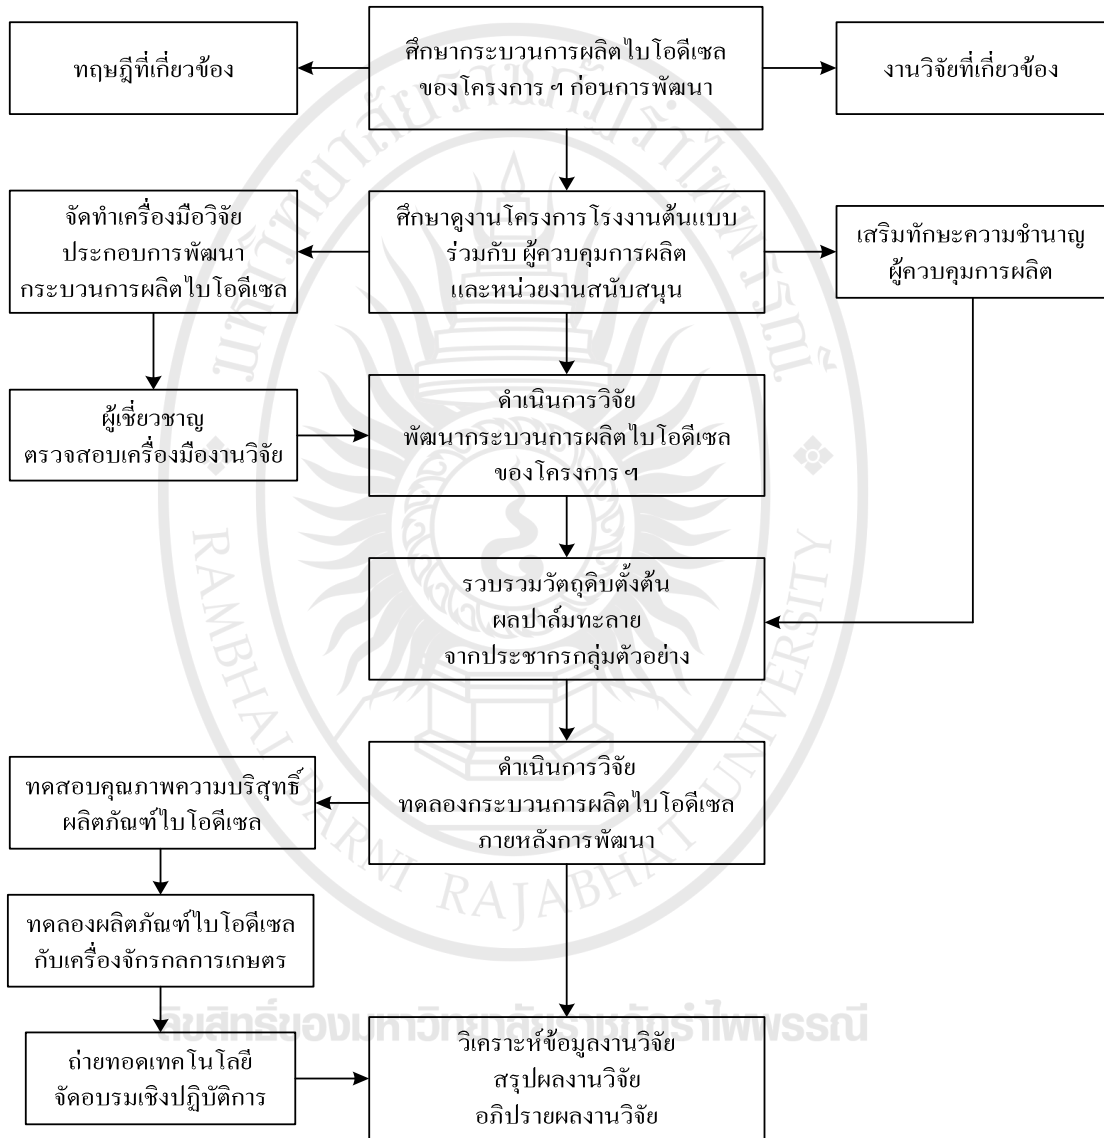 ทฤษฎีที่เกี่ยวข้อง
ศึกษากระบวนการผลิตไบโอดีเซล
ของโครงการ ฯ ก่อนการพัฒนา
งานวิจัยที่เกี่ยวข้อง
จัดทำเครื่องมือวิจัย
ประกอบการพัฒนา
กระบวนการผลิตไบโอดีเซล
ศึกษาดูงานโครงการโรงงานต้นแบบ
ร่วมกับ ผู้ควบคุมการผลิต
และหน่วยงานสนับสนุน
เสริมทักษะความชำนาญ
ผู้ควบคุมการผลิต
ผู้เชี่ยวชาญ
ตรวจสอบเครื่องมืองานวิจัย
ดำเนินการวิจัย
พัฒนากระบวนการผลิตไบโอดีเซล
ของโครงการ ฯ
รวบรวมวัตถุดิบตั้งต้น
ผลปาล์มทะลาย
จากประชากรกลุ่มตัวอย่าง
ทดสอบคุณภาพความบริสุทธิ์
ผลิตภัณฑ์ไบโอดีเซล
ดำเนินการวิจัย
ทดลองกระบวนการผลิตไบโอดีเซล
ภายหลังการพัฒนา
ทดลองผลิตภัณฑ์ไบโอดีเซล
กับเครื่องจักรกลการเกษตร
ถ่ายทอดเทคโนโลยี
จัดอบรมเชิงปฏิบัติการ
วิเคราะห์ข้อมูลงานวิจัย
สรุปผลงานวิจัย
อภิปรายผลงานวิจัย
มหาวิทยาลัยราชภัฏรำไพพรรณี
RAMBHAI BARNI RAJABHAT UNIVERSITY
ลิขสิทธิ์ของมหาวิทยาลัยราชภัฏรำไพพรรณี